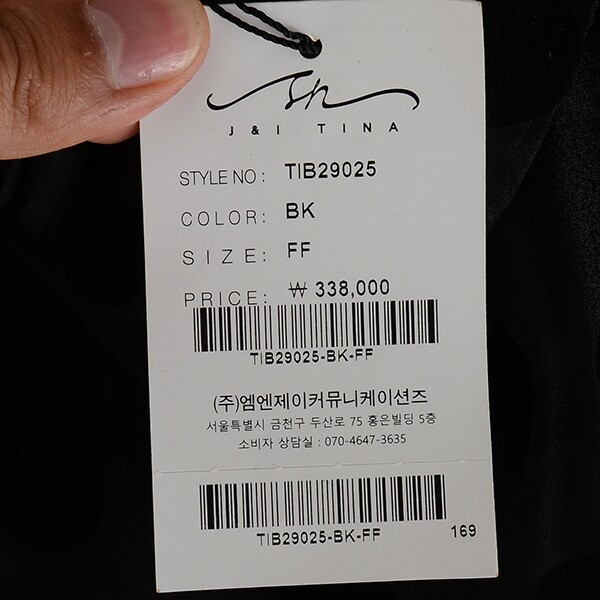 J & I TINA
STYLE NO: TIB29025
COLOR: BK
SIZE: FF
PRICE: ₩ 338,000
TIB29025-BK-FF
(주)엠엔제이커뮤니케이션즈
서울특별시 금천구 두산로 75 홍은빌딩 5층
소비자 상담실 : 070-4647-3635
TIB29025-BK-FF 169